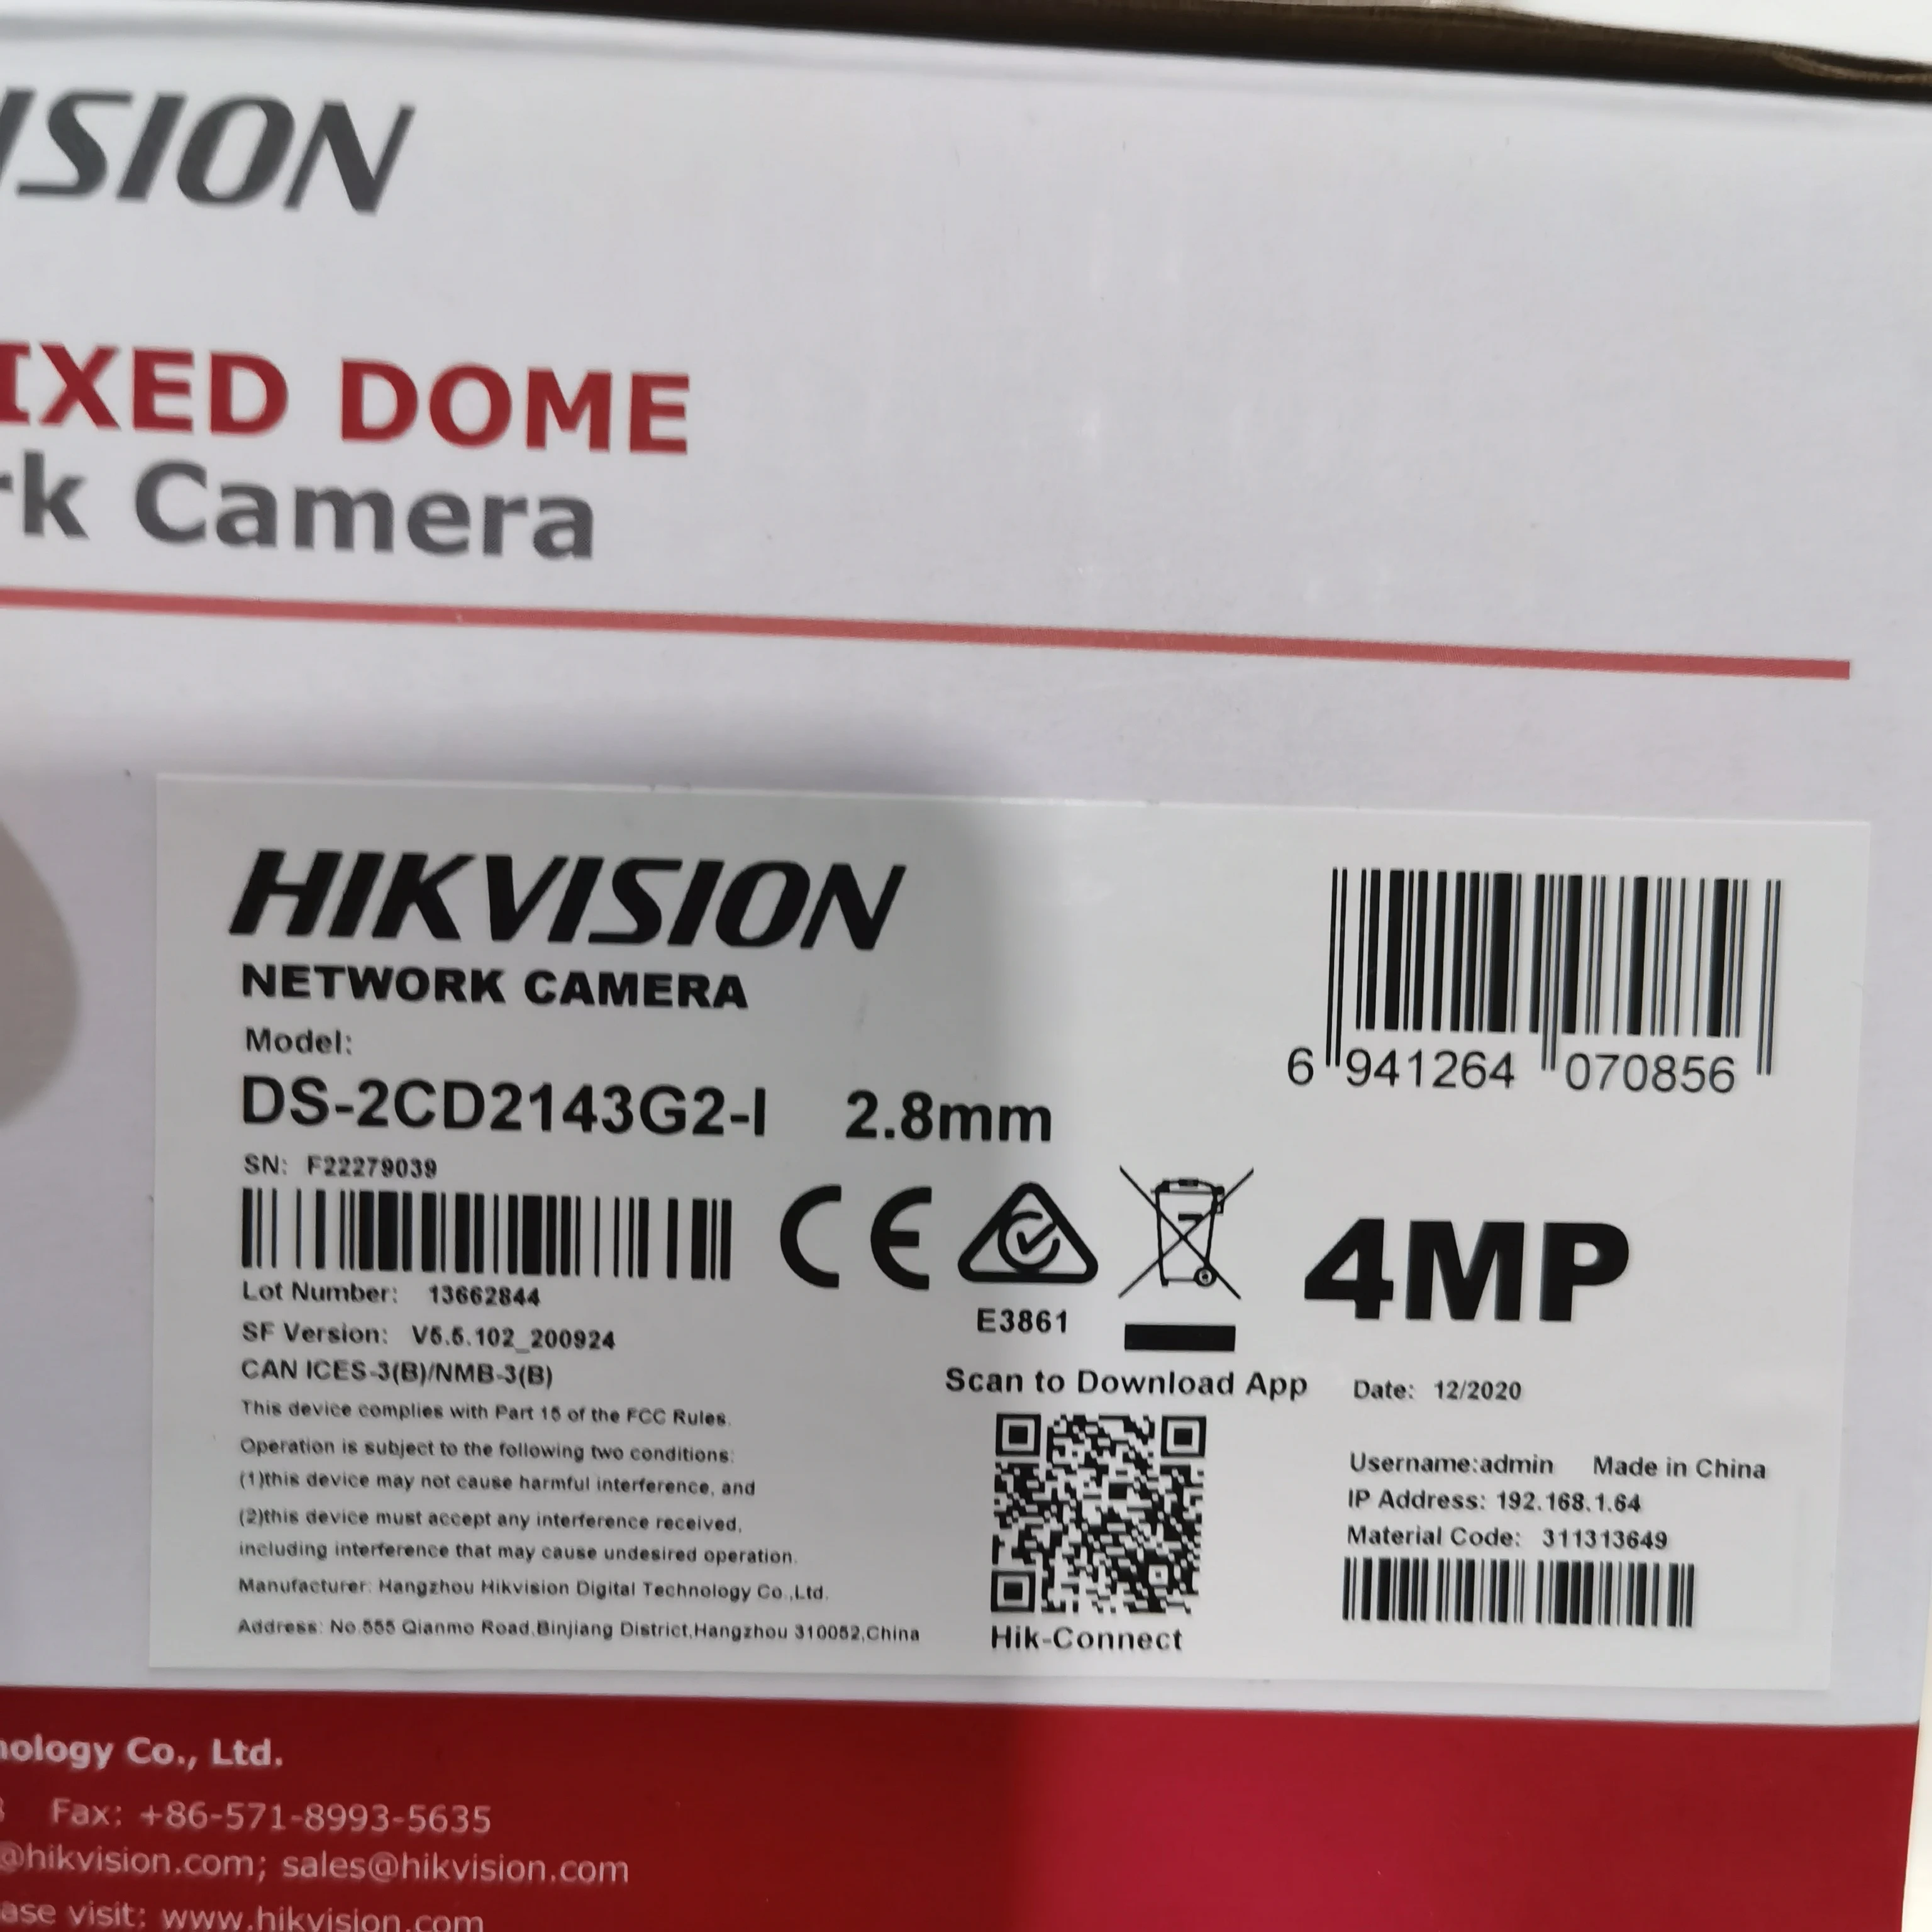 ISION
IXED DOME
rk Camera
HIKVISION
NETWORK CAMERA
Model:
DS-2CD2143G2-I 2.8mm
6 941264 070856
SN: F22279039
E3861
4MP
Lot Number: 13662844
SF Version: V5.5.102_200924
CAN ICES-3(B)/NMB-3(B)
This device complies with Part 15 of the FCC Rules.
Operation is subject to the following two conditions:
(1)this device may not cause harmful interference, and
(2)this device must accept any interference received,
including interference that may cause undesired operation.
Manufacturer: Hangzhou Hikvision Digital Technology Co.,Ltd.
Address: No.555 Qianmo Road,Binjiang District,Hangzhou 310052,China
Scan to Download App
Hik-Connect
Date: 12/2020
Username:admin Made in China
IP Address: 192.168.1.64
Material Code: 311313649
nology Co., Ltd.
Fax: +86-571-8993-5635
@hikvision.com; sales@hikvision.com
ase visit: www.hikvision.com